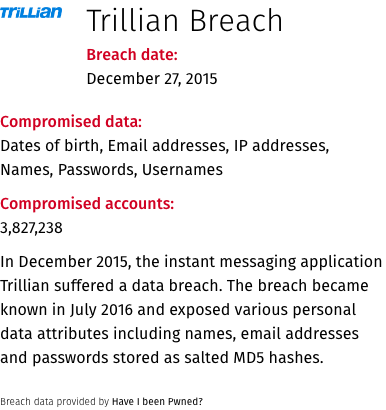 TRiLLiAN
Trillian Breach
Breach date:
December 27, 2015
Compromised data:
Dates of birth, Email addresses, IP addresses,
Names, Passwords, Usernames
Compromised accounts:
3,827,238
In December 2015, the instant messaging application
Trillian suffered a data breach. The breach became
known in July 2016 and exposed various personal
data attributes including names, email addresses
and passwords stored as salted MD5 hashes.
Breach data provided by Have I been Pwned?